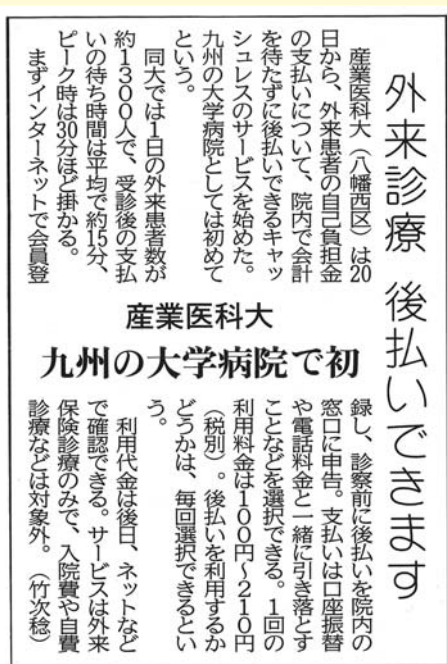 外来診療 後払いできます
産業医科大
九州の大学病院で初
産業医科大（八幡西区）は20
日から、外来患者の自己負担金
の支払いについて、院内で会計
を待たずに後払いできるキャッ
シュレスのサービスを始めた。
九州の大学病院としては初めて
という。
同大では1日の外来患者数が
約1300人で、受診後の支払
いの待ち時間は平均で約15分、
ピーク時は30分ほど掛かる。
まずインターネットで会員登
録し、診察前に後払いを院内の
窓口に申告。支払いは口座振替
や電話料金と一緒に引き落とす
ことなどを選択できる。1回の
利用料金は100円～210円
（税別）。後払いを利用するか
どうかは、毎回選択できるとい
う。
利用代金は後日、ネットなど
で確認できる。サービスは外来
保険診療のみで、入院費や自費
診療などは対象外。（竹次稔）